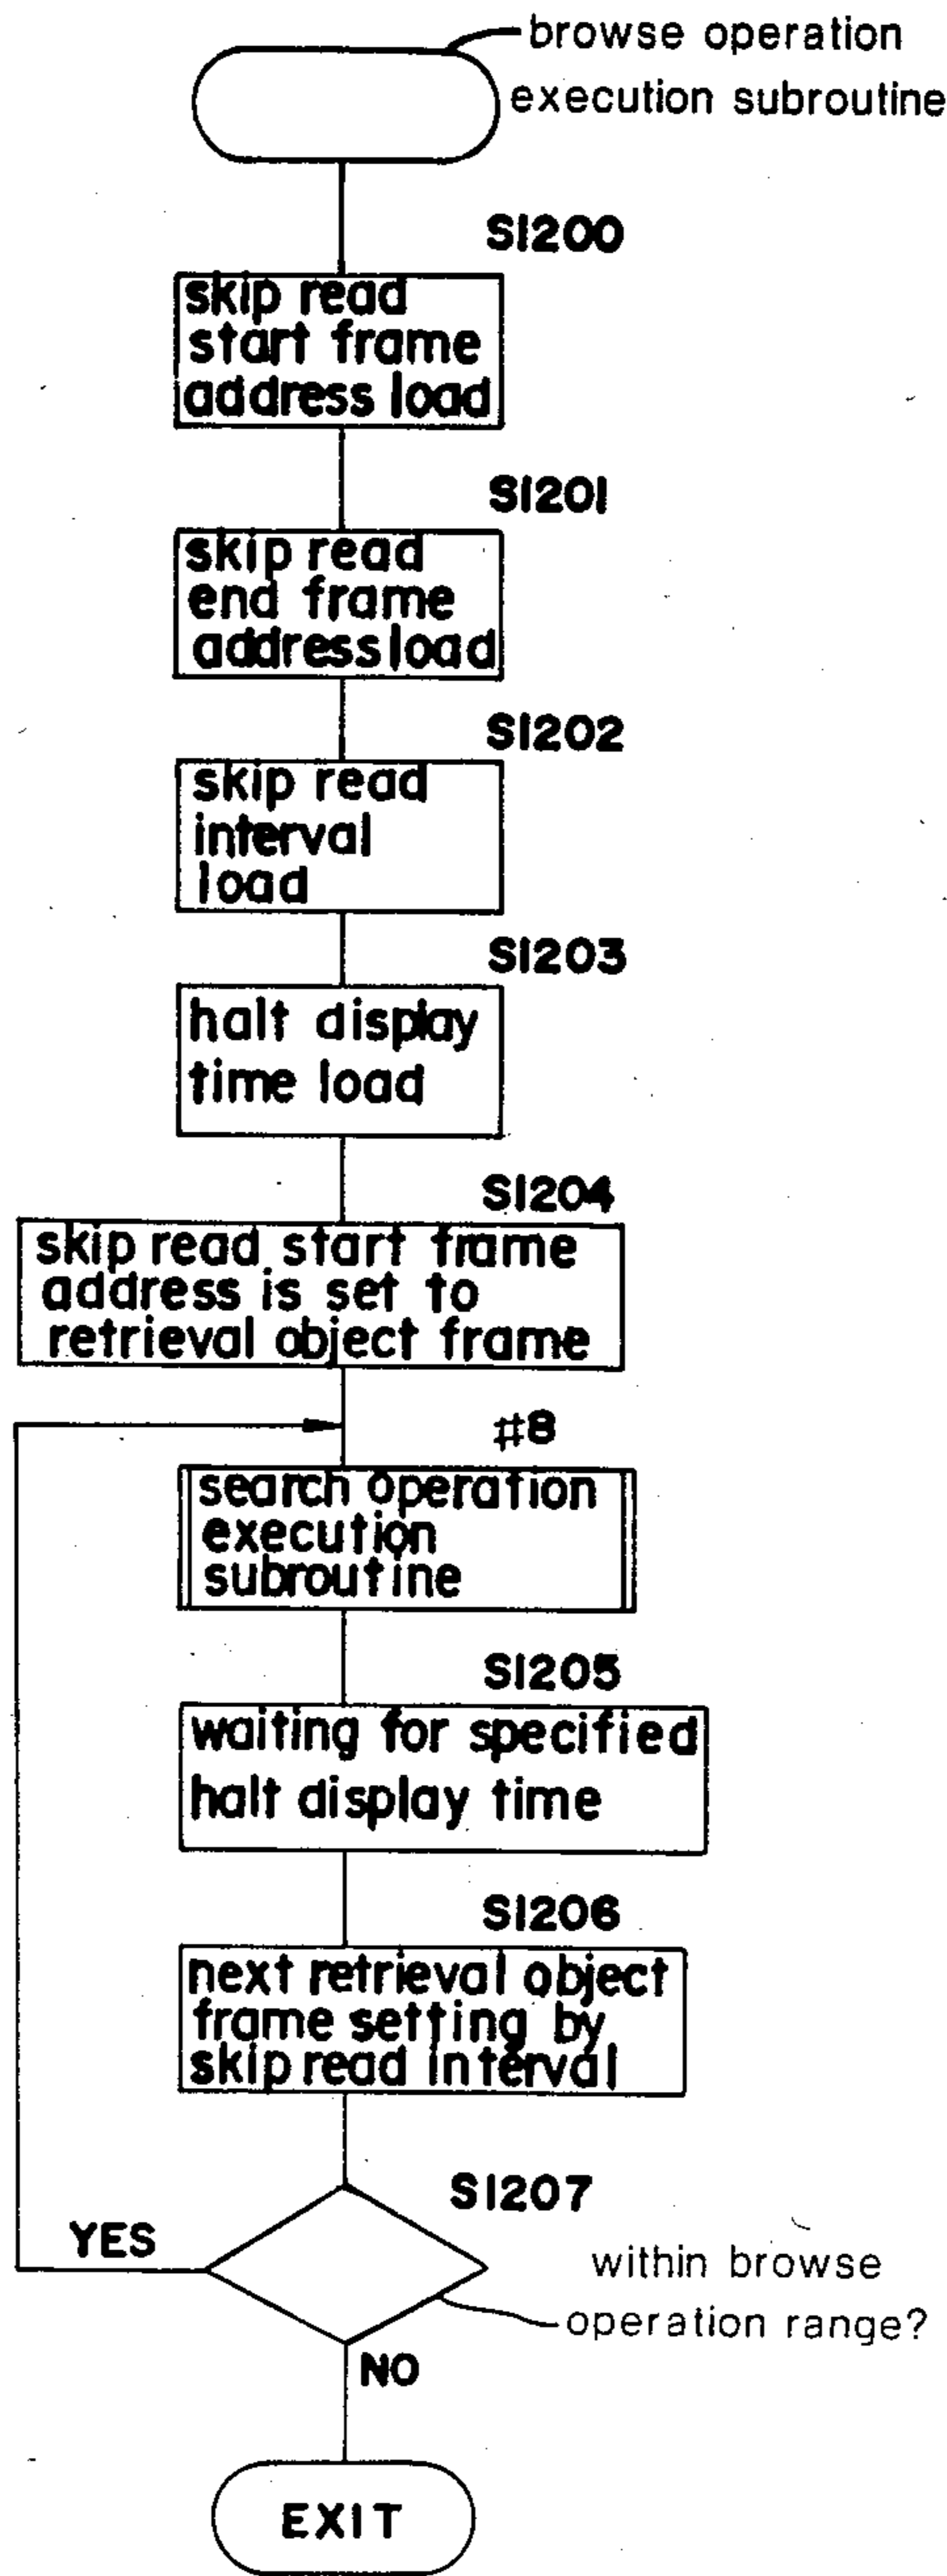 browse operation
execution subroutine
S1200
skip read
start frame
address load
S1201
skip read
end frame
address load
S1202
skip read
interval
load
S1203
halt display
time load
S1204
skip read start frame
address is set to
retrieval object frame
#8
search operation
execution
subroutine
S1205
waiting for specified
halt display time
S1206
next retrieval object
frame setting by
skip read interval
S1207
YES
within browse
operation range?
NO
EXIT